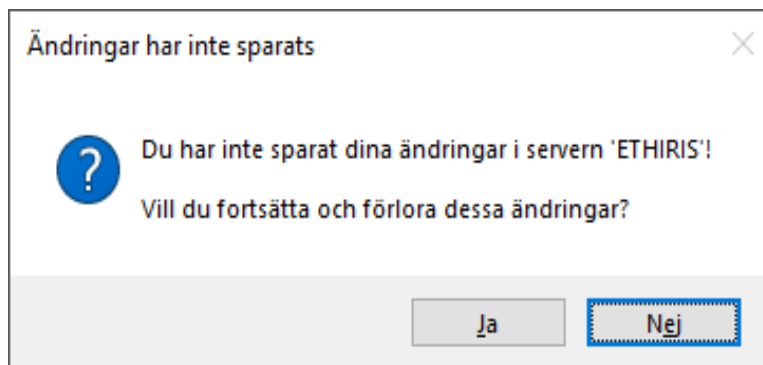 Ändringar har inte sparats
Du har inte sparat dina ändringar i servern 'ETHIRIS'!
Vill du fortsätta och förlora dessa ändringar?
Ja
Nej